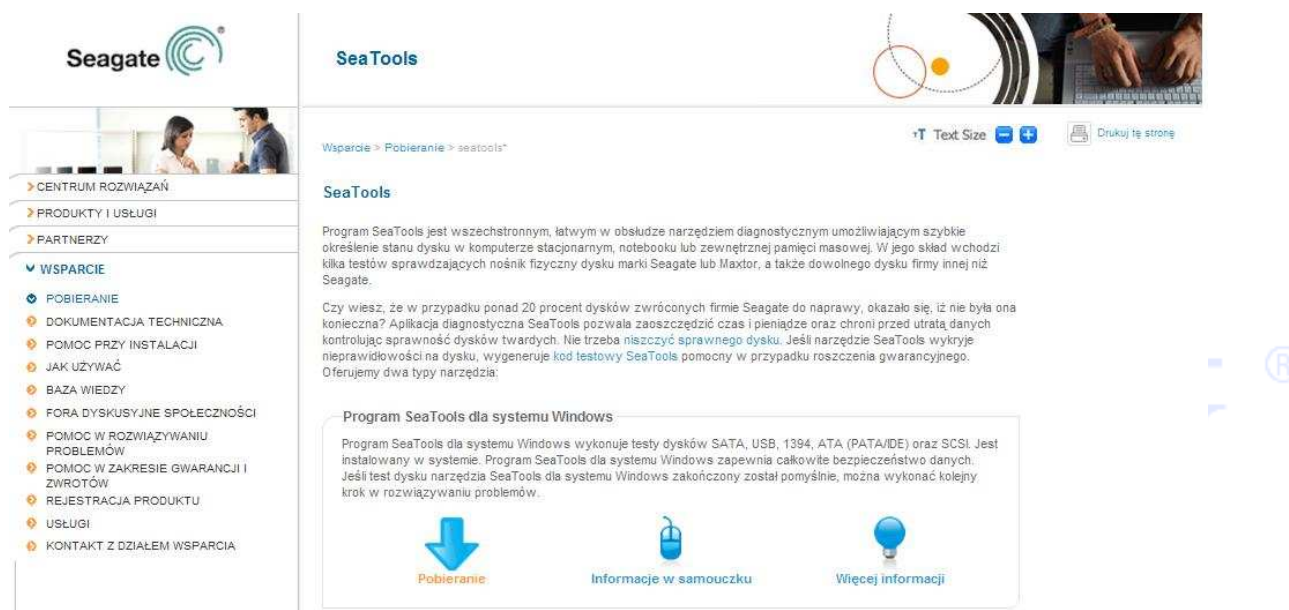 Seagate
SeaTools
TT Text Size
Drukuj tę stronę
Wsparcie > Pobieranie > seatools*
> CENTRUM ROZWIĄZAŃ
> PRODUKTY I USŁUGI
> PARTNERZY
WSPARCIE
POBIERANIE
DOKUMENTACJA TECHNICZNA
POMOC PRZY INSTALACJI
JAK UŻYWAĆ
BAZA WIEDZY
FORA DYSKUSYJNE SPOŁECZNOŚCI
POMOC W ROZWIĄZYWANIU
PROBLEMÓW
POMOC W ZAKRESIE GWARANCJI I
ZWROTÓW
REJESTRACJA PRODUKTU
USŁUGI
KONTAKT Z DZIAŁEM WSPARCIA
SeaTools
Program SeaTools jest wszechstronnym, łatwym w obsłudze narzędziem diagnostycznym umożliwiającym szybkie
określenie stanu dysku w komputerze stacjonarnym, notebooku lub zewnętrznej pamięci masowej. W jego skład wchodzi
kilka testów sprawdzających nośnik fizyczny dysku marki Seagate lub Maxtor, a także dowolnego dysku firmy innej niż
Seagate.
Czy wiesz, że w przypadku ponad 20 procent dysków zwróconych firmie Seagate do naprawy, okazało się, iż nie była ona
konieczna? Aplikacja diagnostyczna SeaTools pozwala zaoszczędzić czas i pieniądze oraz chroni przed utratą danych
kontrolując sprawność dysków twardych. Nie trzeba niszczyć sprawnego dysku. Jeśli narzędzie SeaTools wykryje
nieprawidłowości na dysku, wygeneruje kod testowy SeaTools pomocny w przypadku roszczenia gwarancyjnego.
Oferujemy dwa typy narzędzia:
Program SeaTools dla systemu Windows
Program SeaTools dla systemu Windows wykonuje testy dysków SATA, USB, 1394, ATA (PATA/IDE) oraz SCSI. Jest
instalowany w systemie. Program SeaTools dla systemu Windows zapewnia całkowite bezpieczeństwo danych.
Jeśli test dysku narzędzia SeaTools dla systemu Windows zakończony został pomyślnie, można wykonać kolejny
krok w rozwiązywaniu problemów.
Pobieranie
Informacje w samouczku
Więcej informacji
®